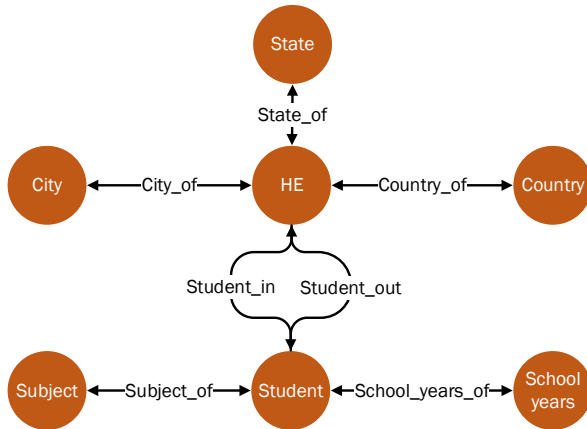 State
State_of
City
City_of
HE
Country_of
Country
Student_in
Student_out
Subject
Subject_of
Student
School_years_of
School
years